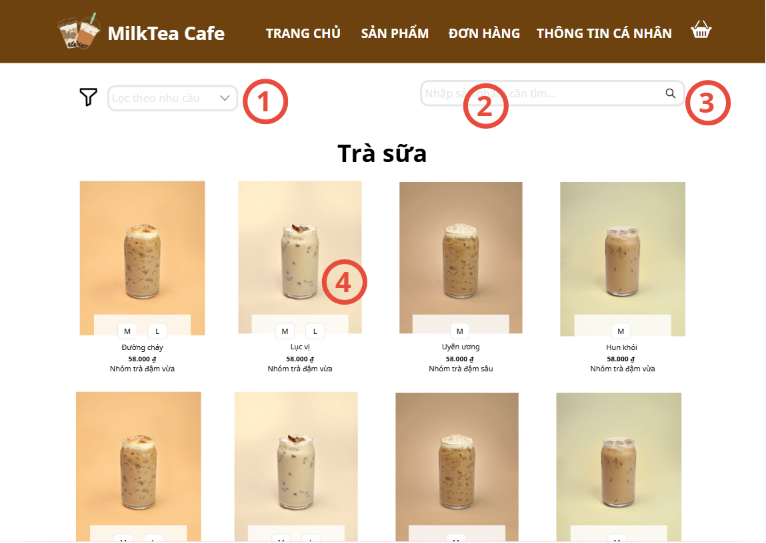 MilkTea Cafe TRANG CHỦ SẢN PHẨM ĐƠN HÀNG THÔNG TIN CÁ NHÂN
Lọc theo nhu cầu 1 Nhập 2 cần tìm... 3
Trà sữa
4
M L M L M M
Đường cháy Lục vị Uyên ương Hun khói
58.000 ₫ 58.000 ₫ 58.000 ₫ 58.000 ₫
Nhóm trà đậm vừa Nhóm trà đậm vừa Nhóm trà đậm sâu Nhóm trà đậm vừa